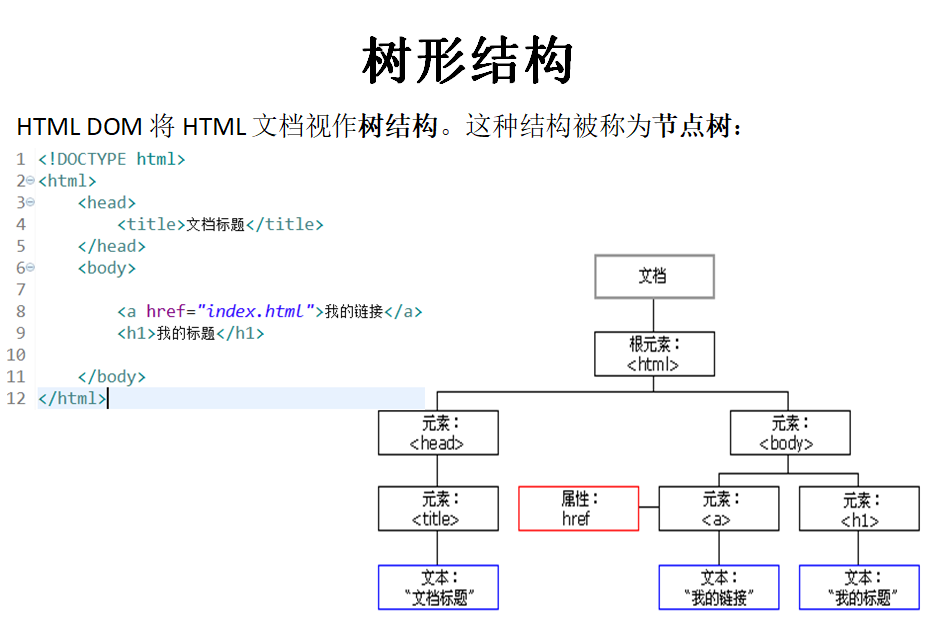 树形结构
HTML DOM 将 HTML 文档视作树结构。这种结构被称为节点树：
1 <!DOCTYPE html>
2 <html>
3 <head>
4 <title>文档标题</title>
5 </head>
6 <body>
7
8 <a href="index.html">我的链接</a>
9 <h1>我的标题</h1>
10
11 </body>
12 </html>
文档
根元素：
<html>
元素：
<head>
元素：
<body>
元素：
<title>
属性：
href
元素：
<a>
元素：
<h1>
文本：
“文档标题”
文本：
“我的链接”
文本：
“我的标题”